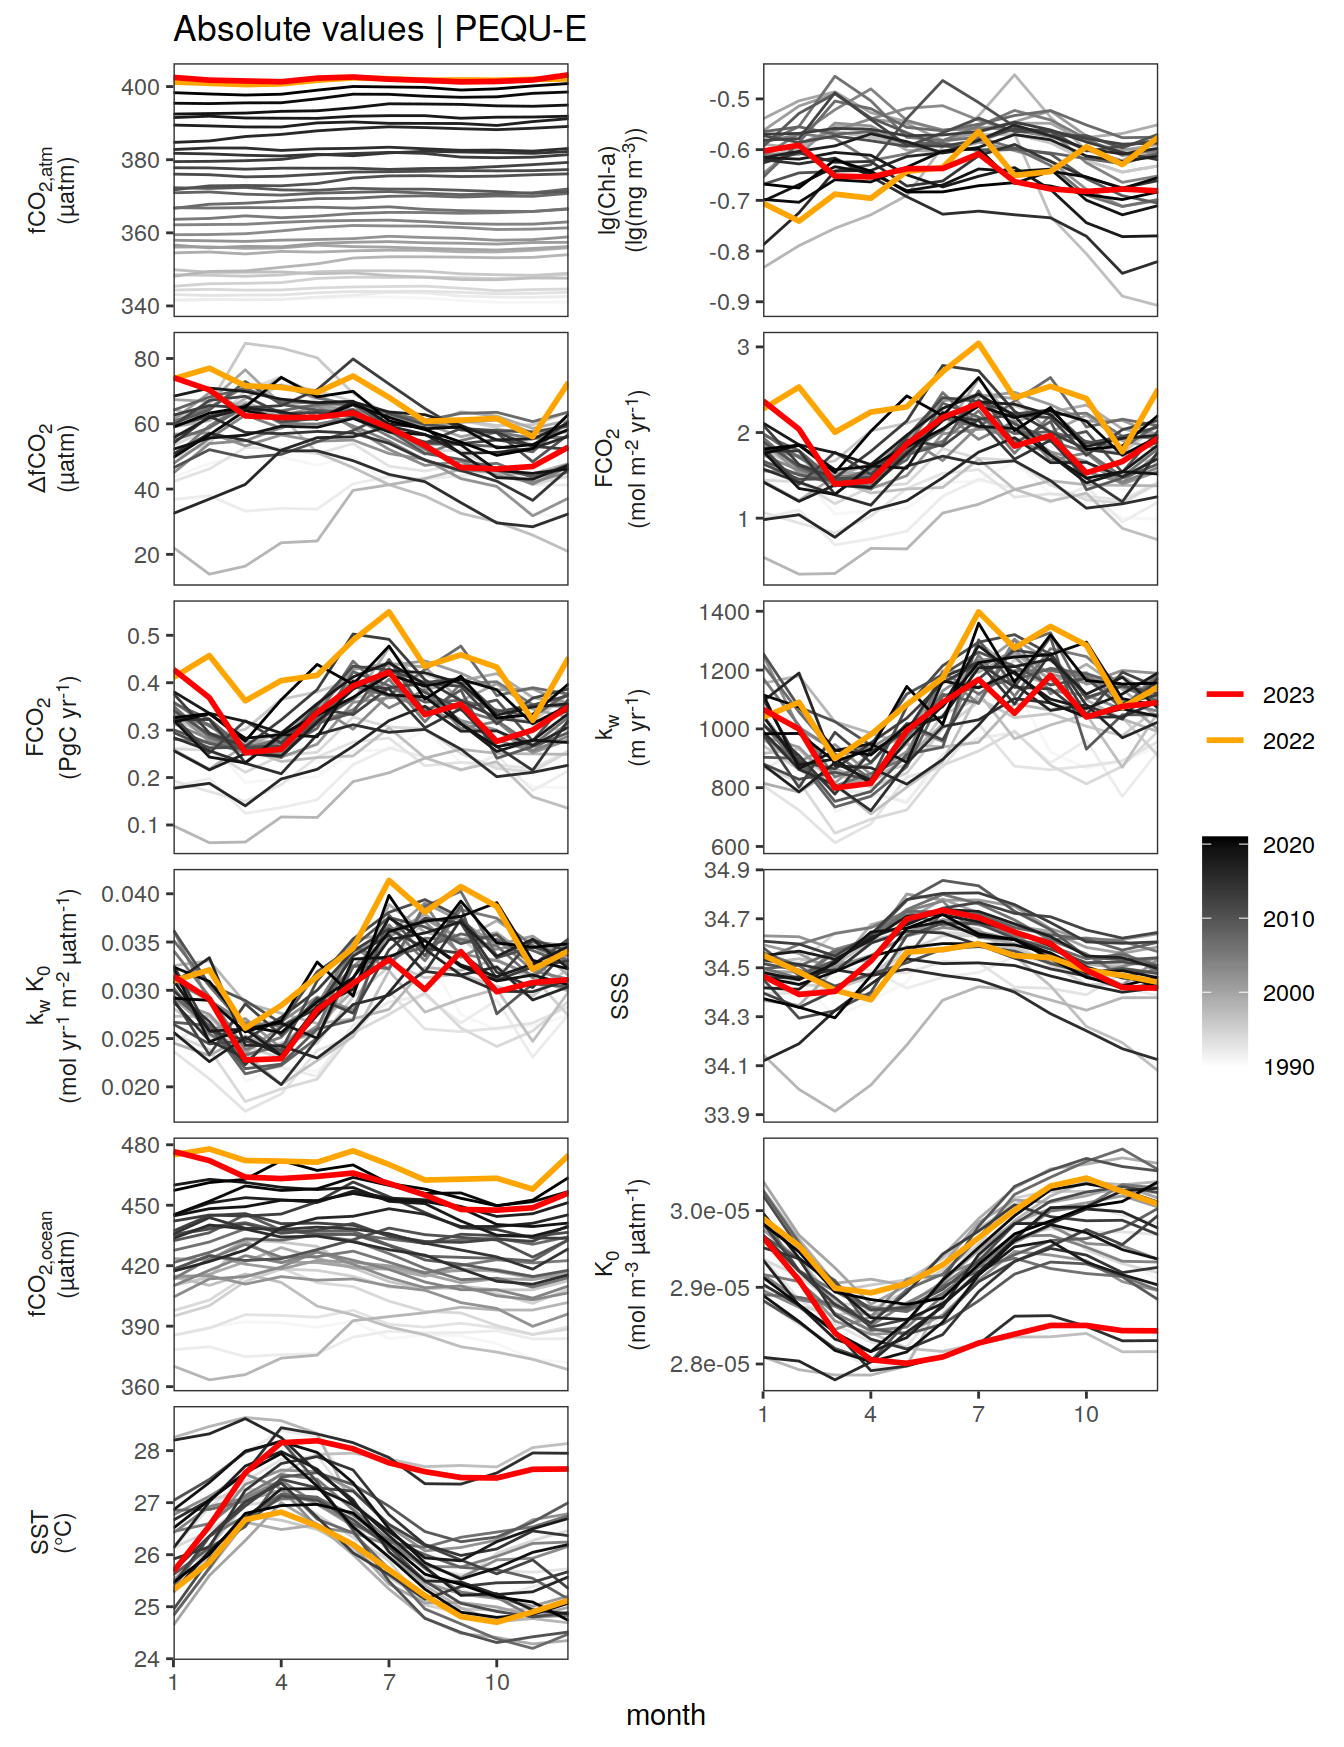 Absolute values | PEQU-E
fCO2,atm
(µatm)
400
380
360
340
lg(Chl-a)
(lg(mg m-3))
-0.5
-0.6
-0.7
-0.8
-0.9
ΔfCO2
(µatm)
80
60
40
20
FCO2
(mol m-2 yr-1)
3
2
1
FCO2
(PgC yr-1)
0.5
0.4
0.3
0.2
0.1
kw
(m yr-1)
1400
1200
1000
800
600
kw K0
(mol yr-1 m-2 µatm-1)
0.040
0.035
0.030
0.025
0.020
SSS
34.9
34.7
34.5
34.3
34.1
33.9
fCO2,ocean
(µatm)
480
450
420
390
360
K0
(mol m-3 µatm-1)
3.0e-05
2.9e-05
2.8e-05
1 4 7 10
SST
(°C)
28
27
26
25
24
1 4 7 10
month
2023
2022
2020
2010
2000
1990